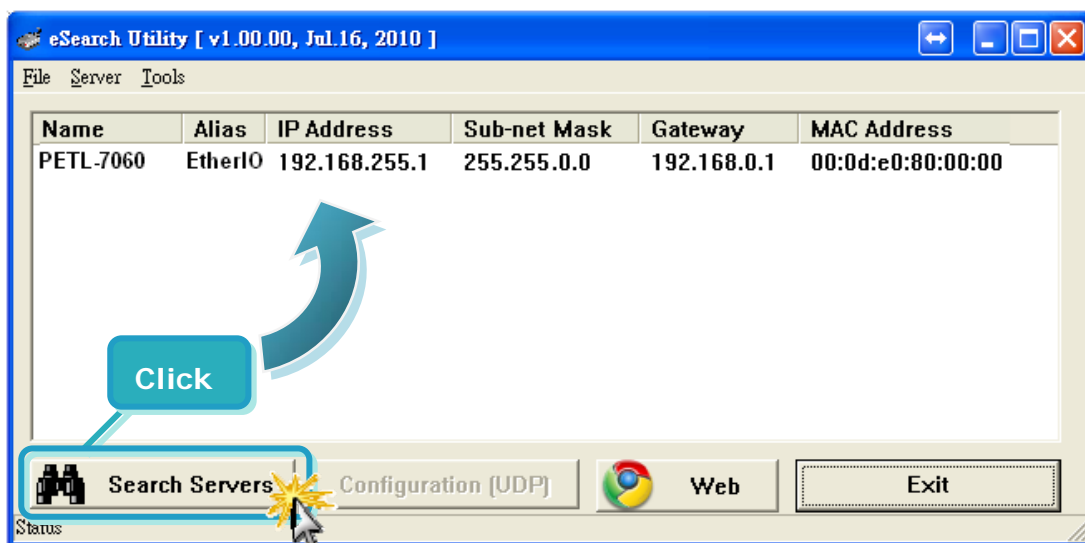 eSearch Utility [ v1.00.00, Jul.16, 2010 ]
File Server Tools
Name Alias IP Address Sub-net Mask Gateway MAC Address
PETL-7060 EtherIO 192.168.255.1 255.255.0.0 192.168.0.1 00:0d:e0:80:00:00
Click
Search Servers Configuration (UDP) Web Exit
Status